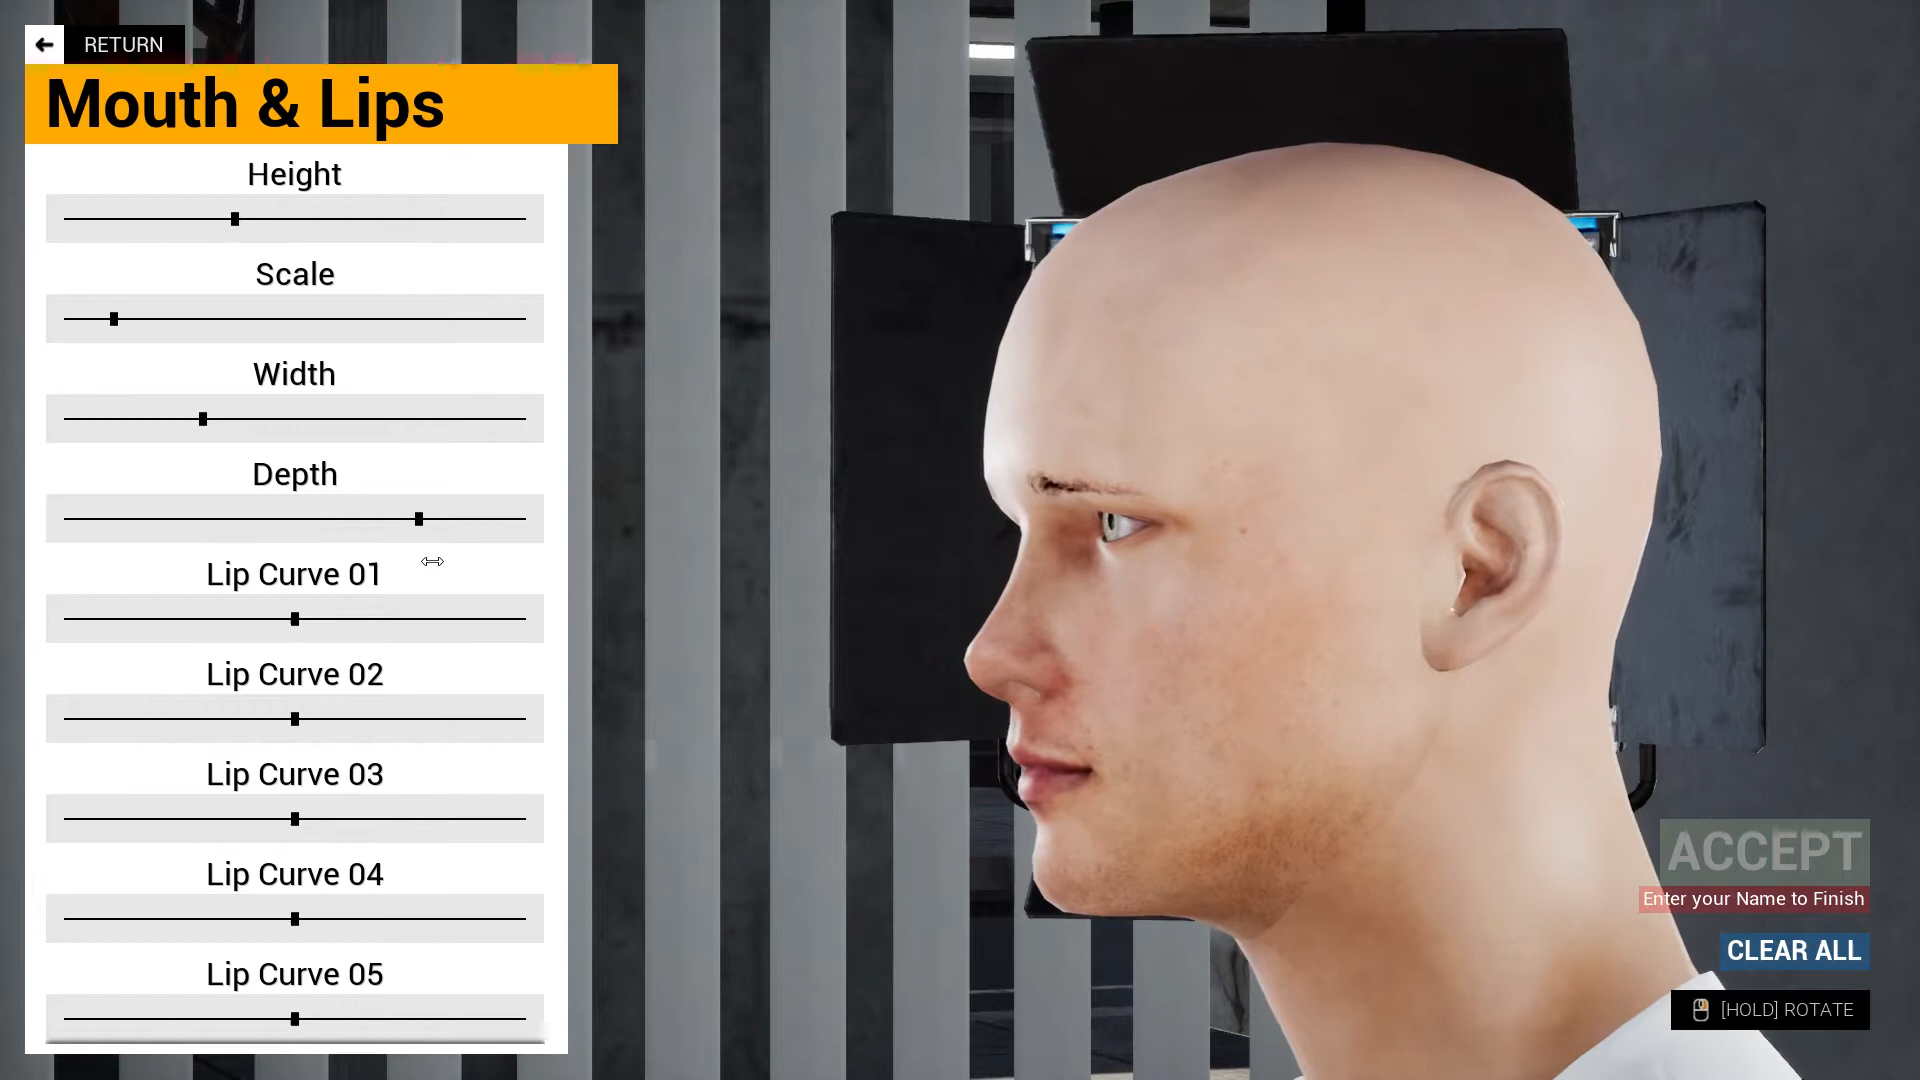 RETURN
Mouth & Lips
Height
Scale
Width
Depth
Lip Curve 01
Lip Curve 02
Lip Curve 03
Lip Curve 04
Lip Curve 05
ACCEPT
Enter your Name to Finish
CLEAR ALL
[HOLD] ROTATE